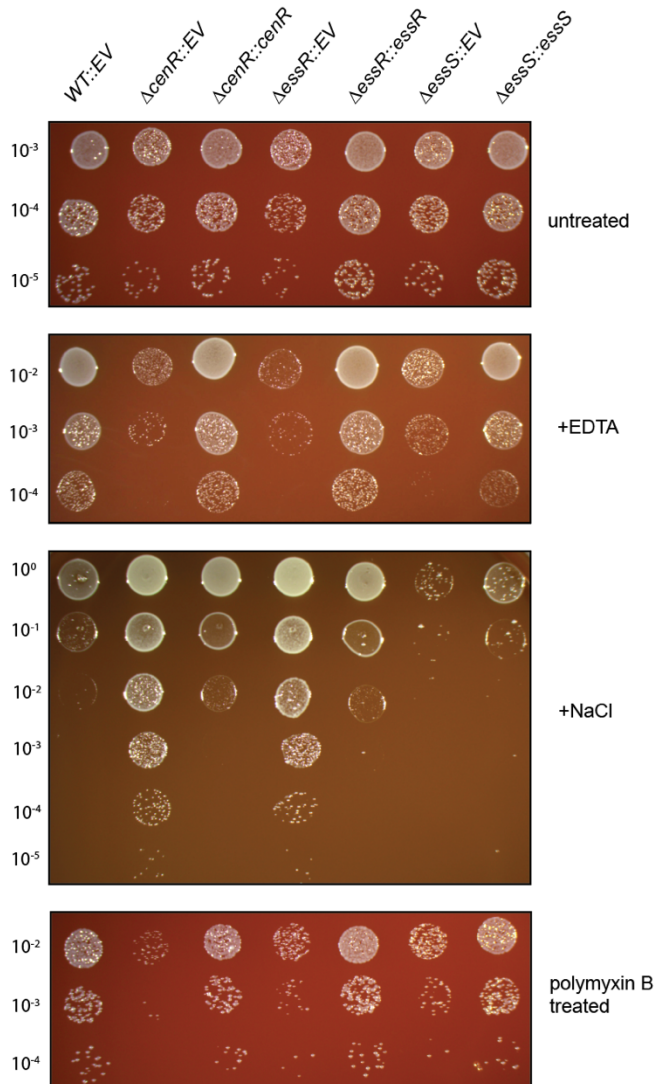 WT::EV ΔcenR::EV ΔcenR::cenR ΔessR::EV ΔessR::essR ΔessS::EV ΔessS::essS
10⁻³
10⁻⁴
untreated
10⁻⁵
10⁻²
10⁻³
+EDTA
10⁻⁴
10⁰
10⁻¹
10⁻²
+NaCl
10⁻³
10⁻⁴
10⁻⁵
10⁻²
10⁻³
polymyxin B
treated
10⁻⁴